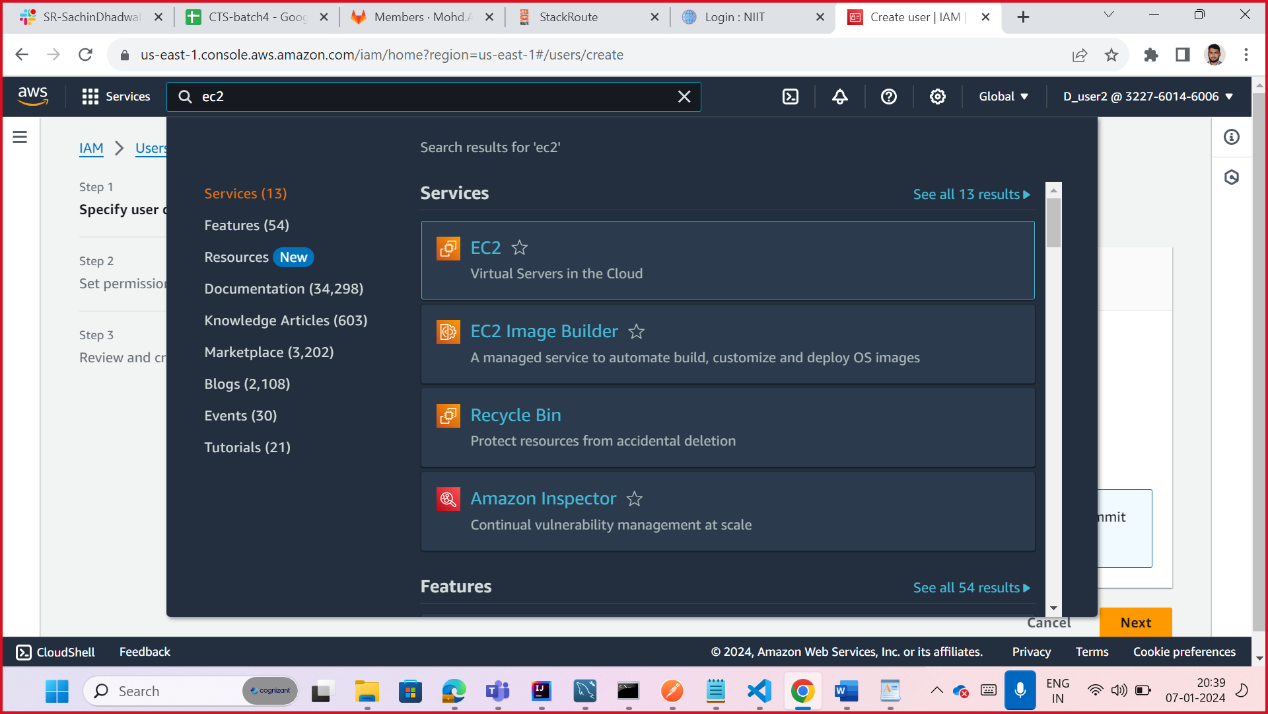 SR-SachinDhadwal
CTS-batch4 - Goog
Members · Mohd.A
StackRoute
Login : NIIT
Create user | IAM |
us-east-1.console.aws.amazon.com/iam/home?region=us-east-1#/users/create
aws
Services
ec2
Global
D_user2 @ 3227-6014-6006
IAM
Users
Step 1
Specify user
Step 2
Set permission
Step 3
Review and cr
Search results for 'ec2'
Services (13)
Features (54)
Resources New
Documentation (34,298)
Knowledge Articles (603)
Marketplace (3,202)
Blogs (2,108)
Events (30)
Tutorials (21)
Services
See all 13 results
EC2
Virtual Servers in the Cloud
EC2 Image Builder
A managed service to automate build, customize and deploy OS images
Recycle Bin
Protect resources from accidental deletion
Amazon Inspector
Continual vulnerability management at scale
Features
See all 54 results
mmit
Cancel
Next
CloudShell
Feedback
© 2024, Amazon Web Services, Inc. or its affiliates.
Privacy
Terms
Cookie preferences
Search
cognizant
ENG
IN
20:39
07-01-2024